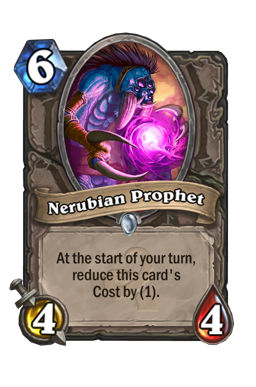 6
Nerubian Prophet
At the start of your turn,
reduce this card's
Cost by (1).
4 4